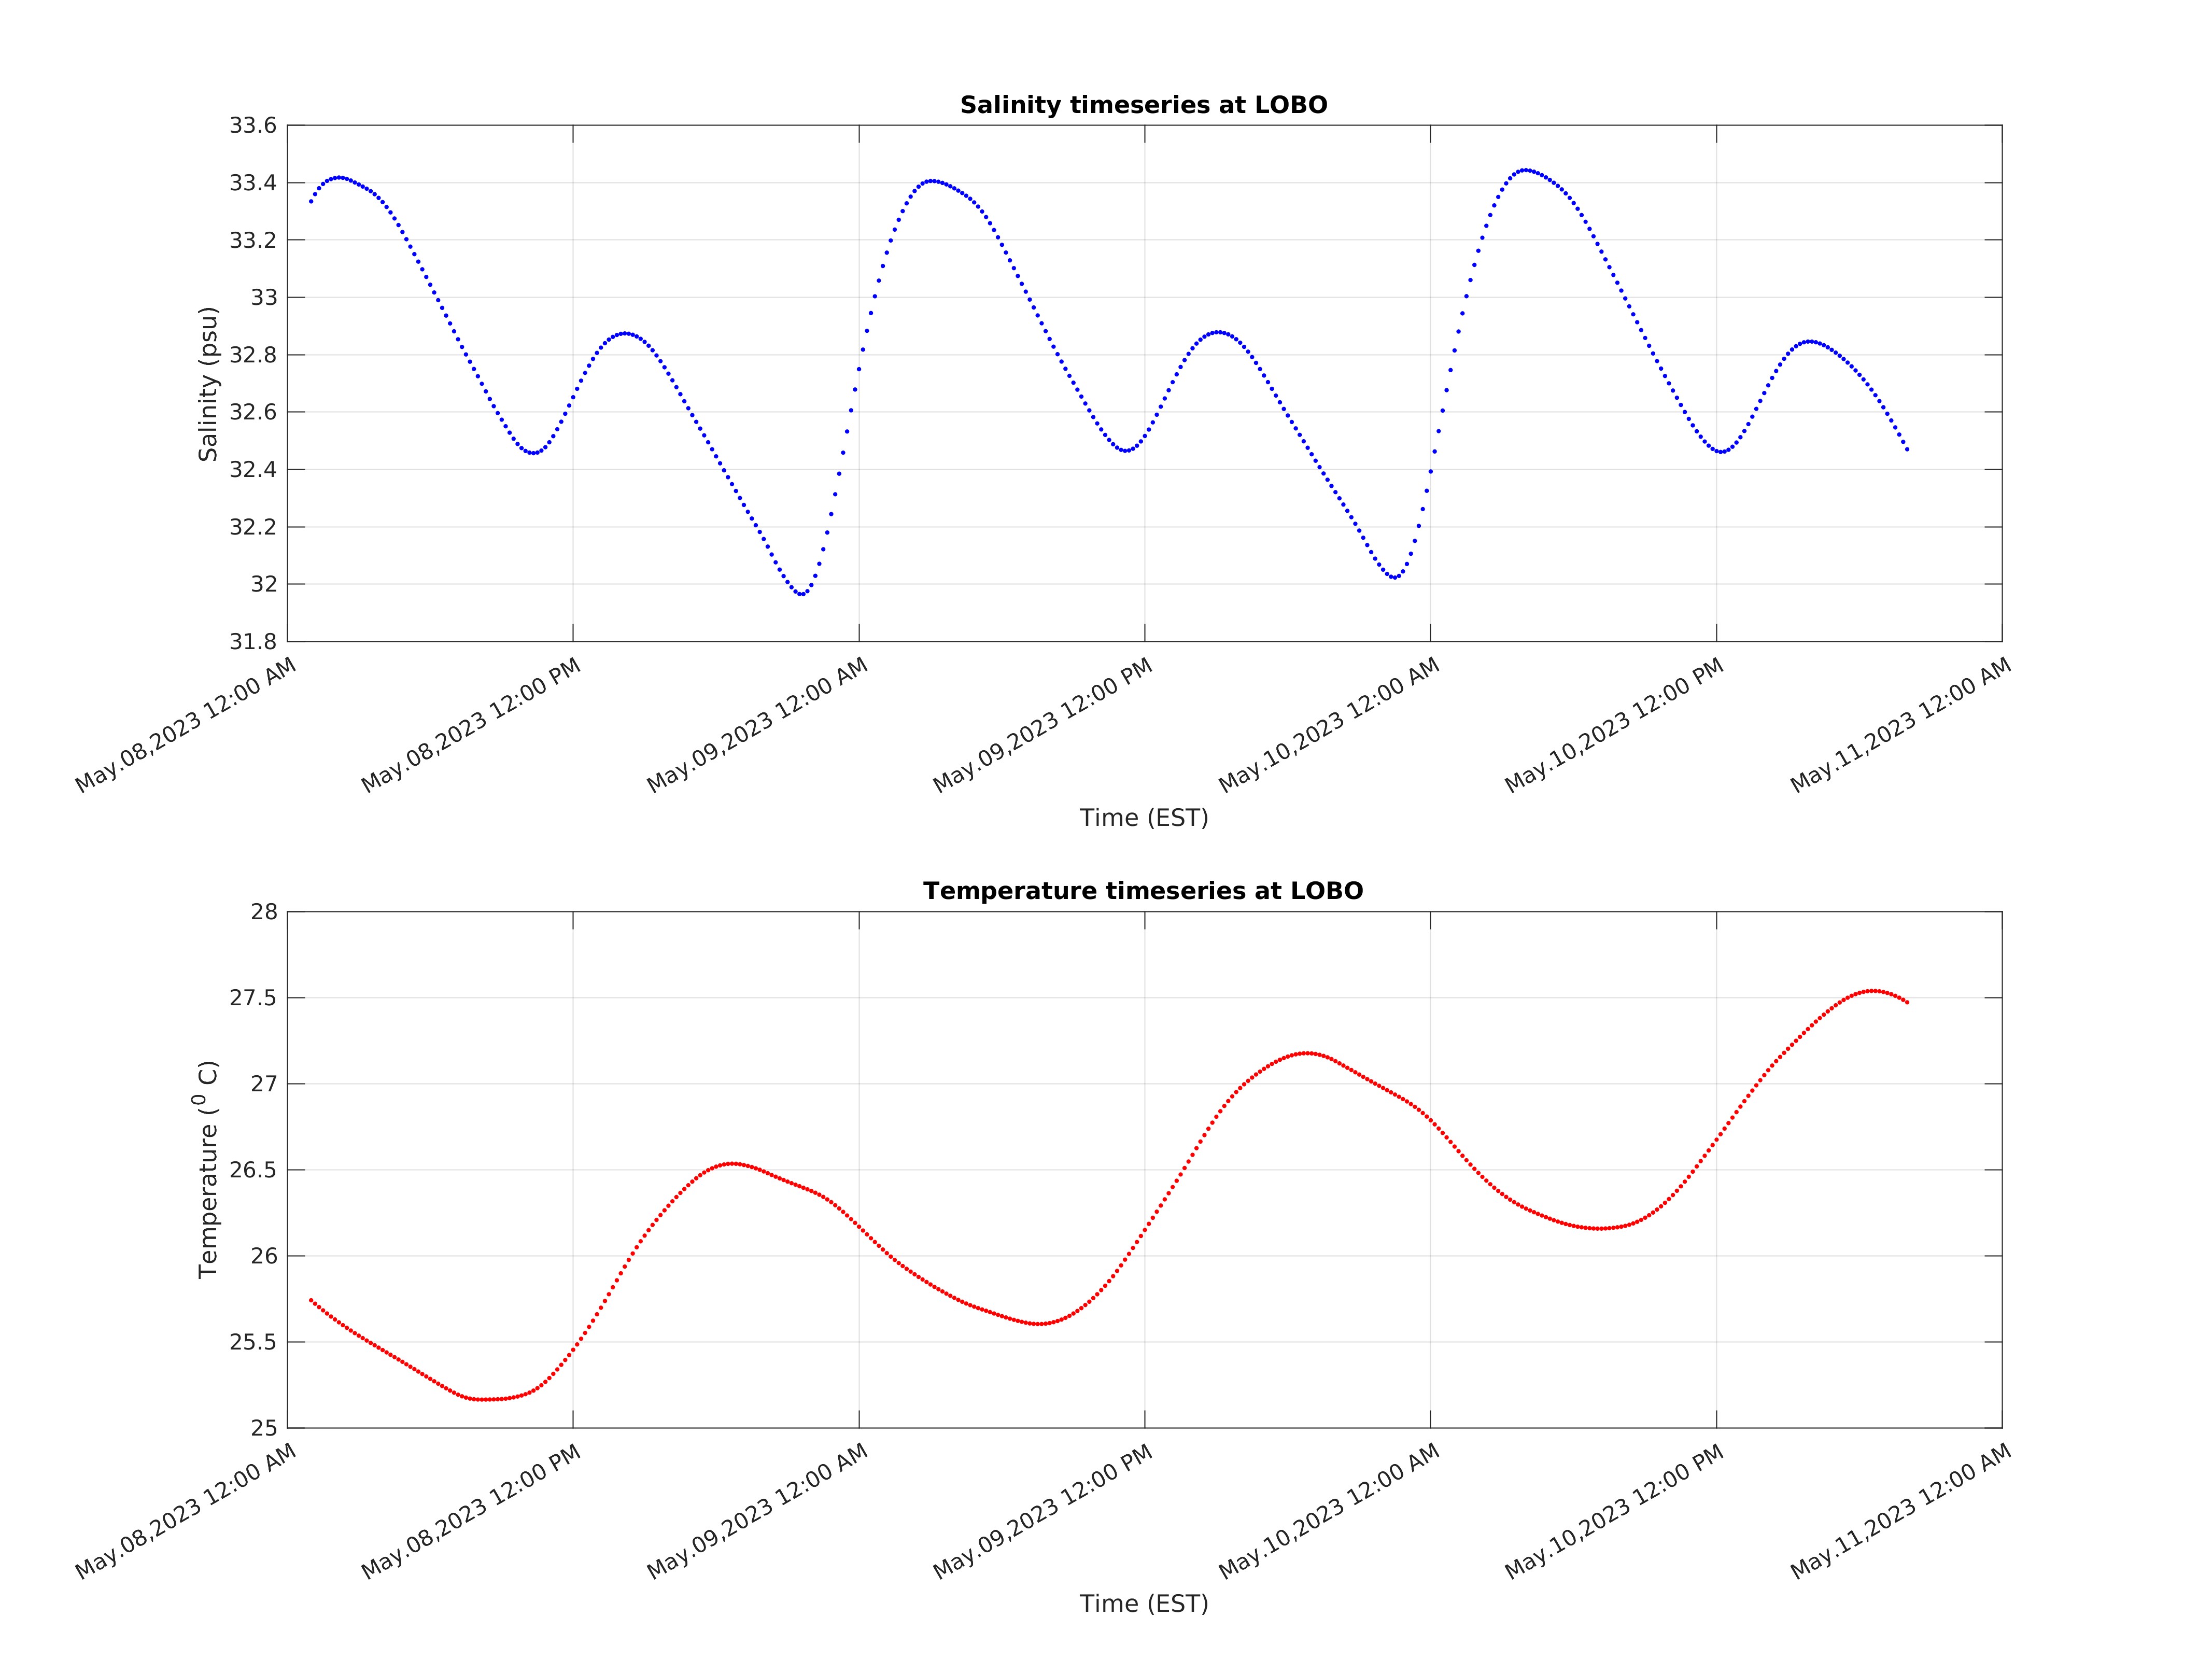 Salinity timeseries at LOBO
33.6
33.4
33.2
33
32.8
32.6
32.4
32.2
32
31.8
Salinity (psu)
May.08,2023 12:00 AM
May.08,2023 12:00 PM
May.09,2023 12:00 AM
May.09,2023 12:00 PM
May.10,2023 12:00 AM
May.10,2023 12:00 PM
May.11,2023 12:00 AM
Time (EST)
Temperature timeseries at LOBO
28
27.5
27
26.5
26
25.5
25
Temperature (⁰ C)
May.08,2023 12:00 AM
May.08,2023 12:00 PM
May.09,2023 12:00 AM
May.09,2023 12:00 PM
May.10,2023 12:00 AM
May.10,2023 12:00 PM
May.11,2023 12:00 AM
Time (EST)